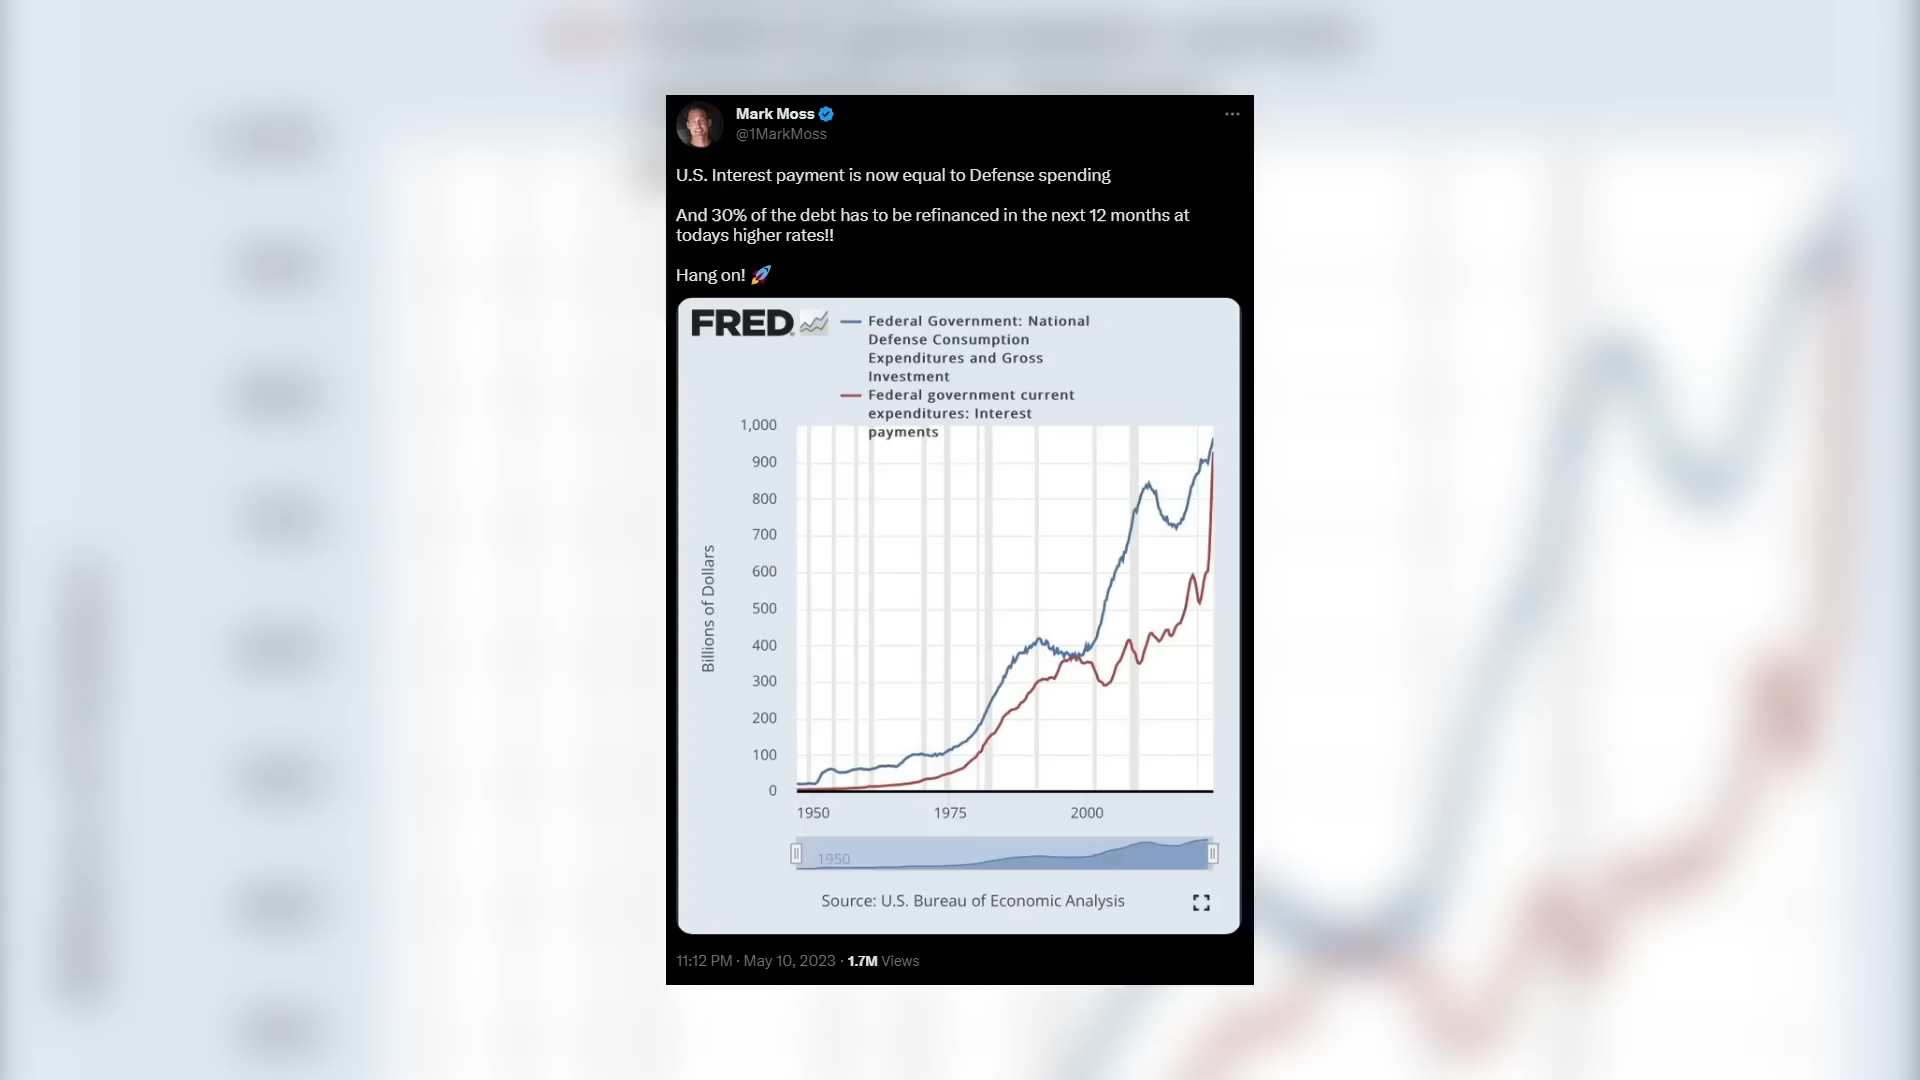 Mark Moss
@1MarkMoss
U.S. Interest payment is now equal to Defense spending
And 30% of the debt has to be refinanced in the next 12 months at
todays higher rates!!
Hang on! 🚀
FRED
Federal Government: National
Defense Consumption
Expenditures and Gross
Investment
Federal government current
expenditures: Interest
payments
1,000
900
800
700
600
500
400
300
200
100
0
Billions of Dollars
1950
1975
2000
1950
Source: U.S. Bureau of Economic Analysis
11:12 PM · May 10, 2023 · 1.7M Views